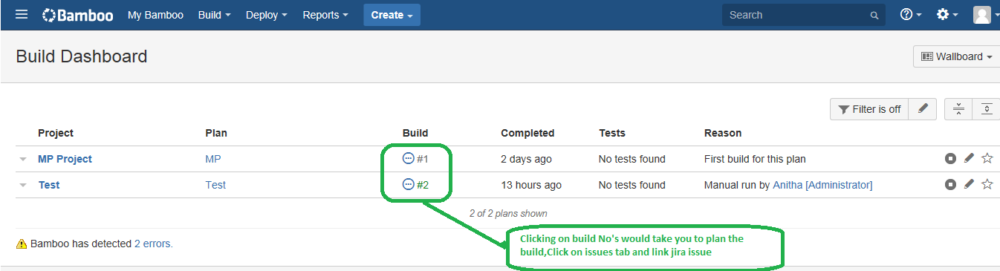 Bamboo My Bamboo Build Deploy Reports Create Search
Build Dashboard
Wallboard
Filter is off
Project Plan Build Completed Tests Reason
MP Project MP #1 2 days ago No tests found First build for this plan
Test Test #2 13 hours ago No tests found Manual run by Anitha [Administrator]
2 of 2 plans shown
Clicking on build No's would take you to plan the
build,Click on issues tab and link jira issue
Bamboo has detected 2 errors.